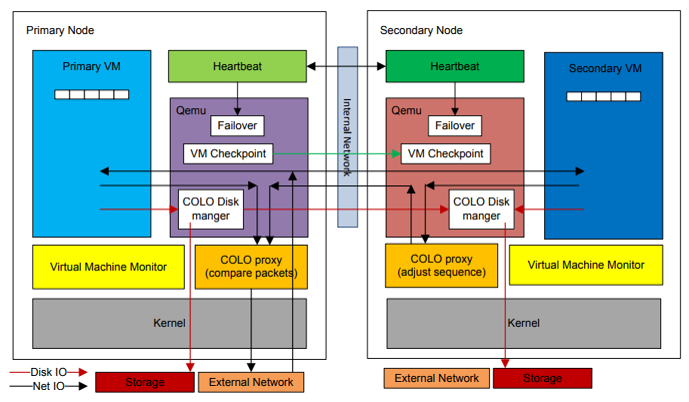 Primary Node
Secondary Node
Primary VM
Heartbeat
Heartbeat
Secondary VM
Qemu
Failover
VM Checkpoint
COLO Disk
manger
Internal Network
Qemu
Failover
VM Checkpoint
COLO Disk
manger
Virtual Machine Monitor
COLO proxy
(compare packets)
COLO proxy
(adjust sequence)
Virtual Machine Monitor
Kernel
Kernel
Disk IO
Net IO
Storage
External Network
External Network
Storage